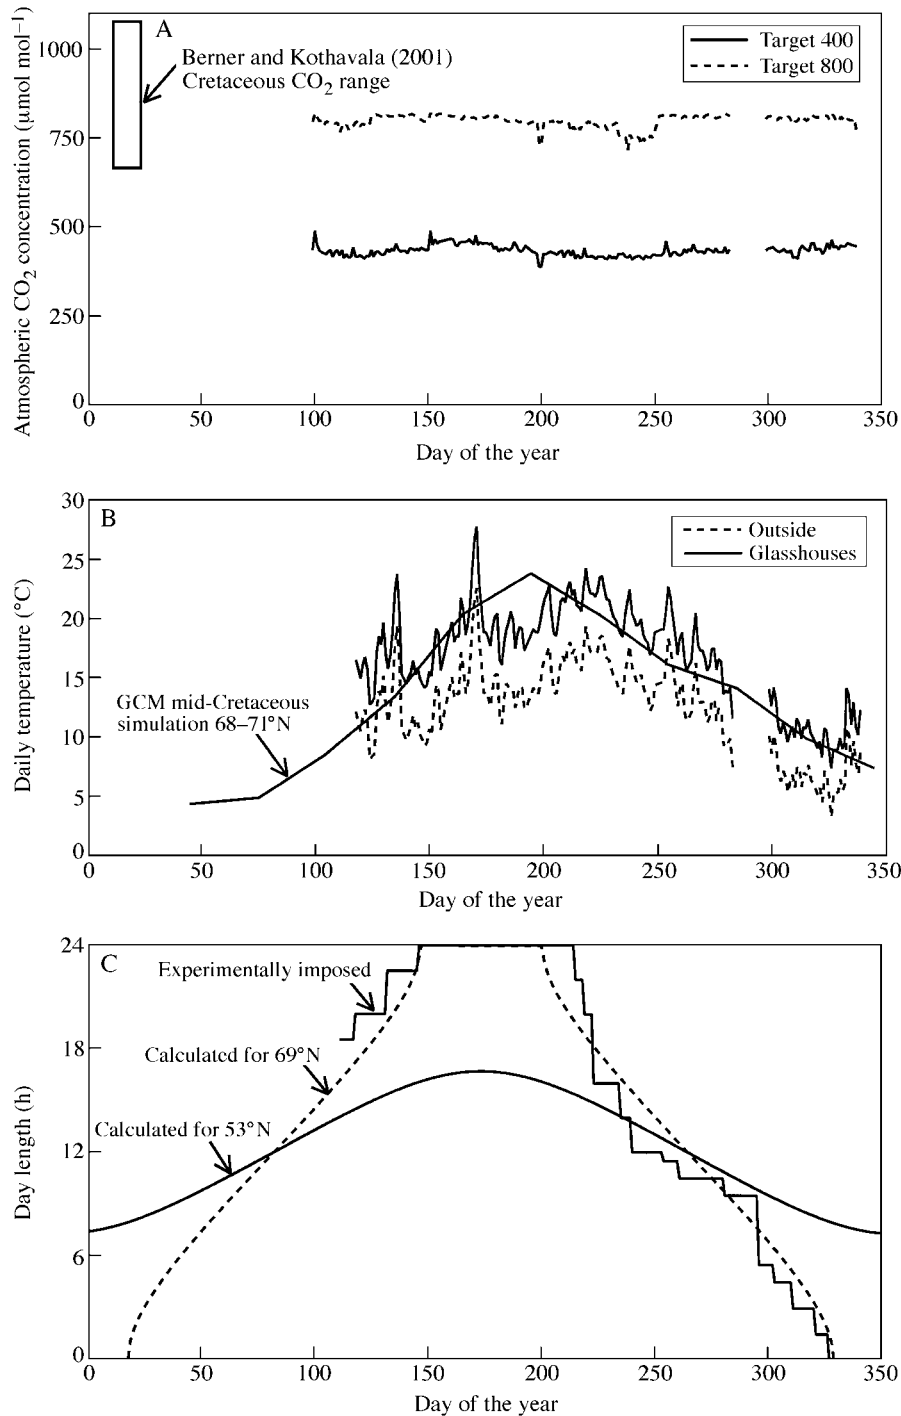 A
Berner and Kothavala (2001)
Cretaceous CO2 range
Target 400
Target 800
Atmospheric CO2 concentration (μmol mol−1)
1000
750
500
250
0
0 50 100 150 200 250 300 350
Day of the year
B
Outside
Glasshouses
GCM mid-Cretaceous
simulation 68–71°N
Daily temperature (°C)
30
25
20
15
10
5
0
0 50 100 150 200 250 300 350
Day of the year
C
Experimentally imposed
Calculated for 69°N
Calculated for 53°N
Day length (h)
24
18
12
6
0
0 50 100 150 200 250 300 350
Day of the year